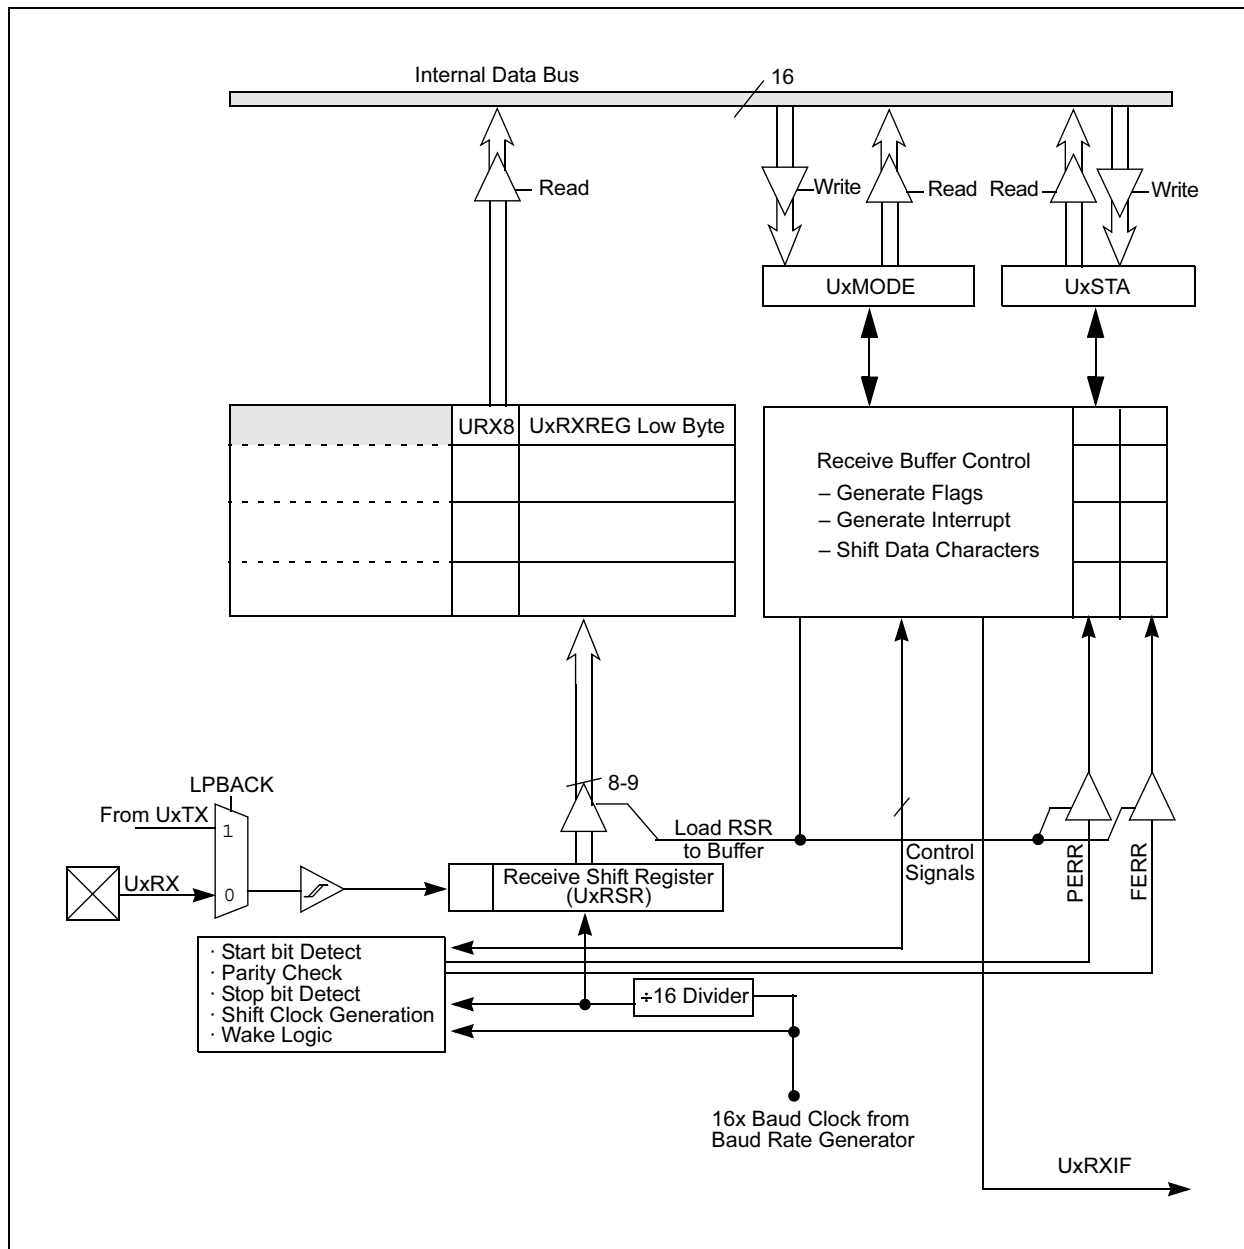 Internal Data Bus
16
Read
Write
Read
Read
Write
UxMODE
UxSTA
URX8
UxRXREG Low Byte
Receive Buffer Control
– Generate Flags
– Generate Interrupt
– Shift Data Characters
LPBACK
From UxTX
1
UxRX
0
8-9
Load RSR
to Buffer
Control
Signals
PERR
FERR
Receive Shift Register
(UxRSR)
· Start bit Detect
· Parity Check
· Stop bit Detect
· Shift Clock Generation
· Wake Logic
÷16 Divider
16x Baud Clock from
Baud Rate Generator
UxRXIF